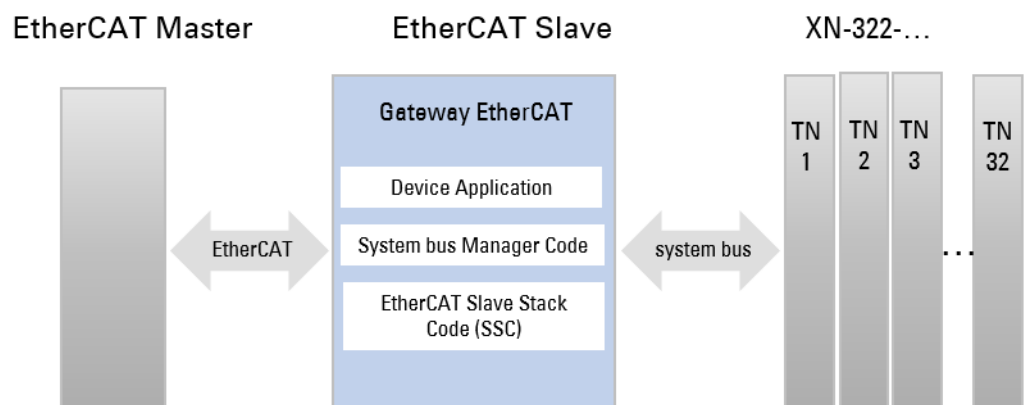 EtherCAT Master
EtherCAT Slave
XN-322-...
Gateway EtherCAT
Device Application
System bus Manager Code
EtherCAT Slave Stack
Code (SSC)
EtherCAT
system bus
TN
1
TN
2
TN
3
...
TN
32